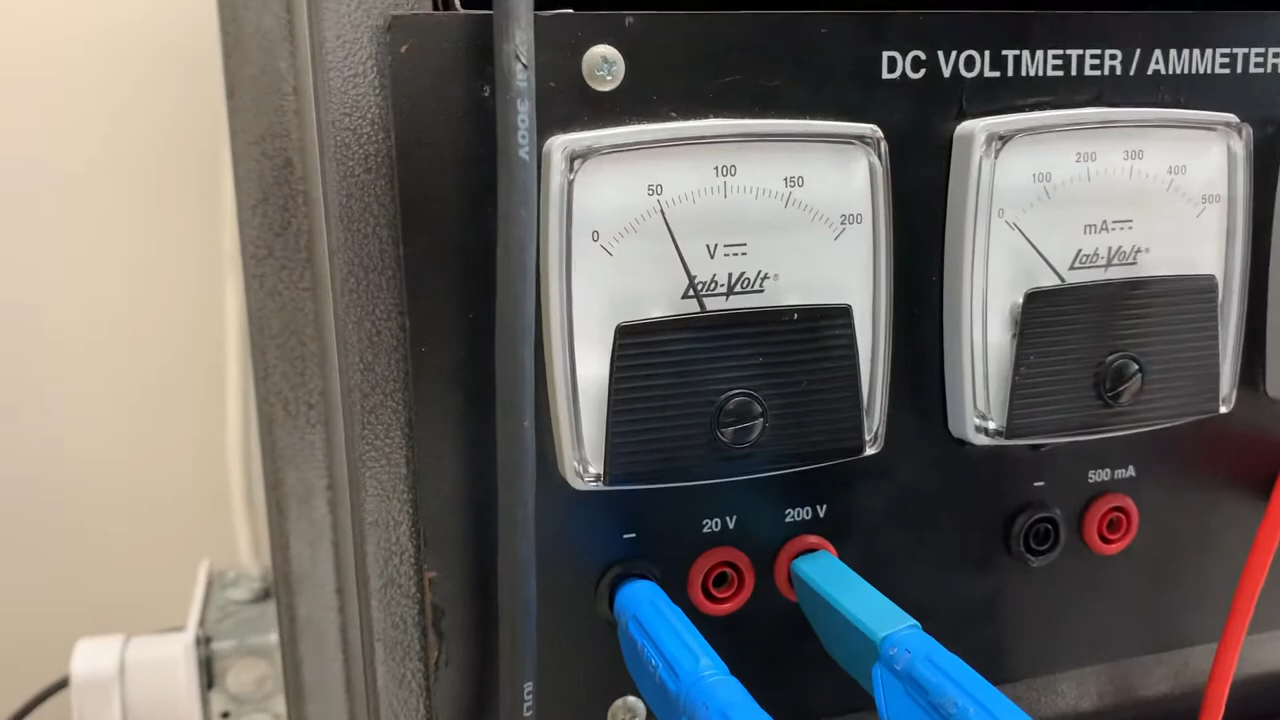 DC VOLTMETER / AMMETER
300V
0 50 100 150 200
V
Lab-Volt®
0 100 200 300 400 500
mA
Lab-Volt®
– 20 V 200 V
– 500 mA
(UL)